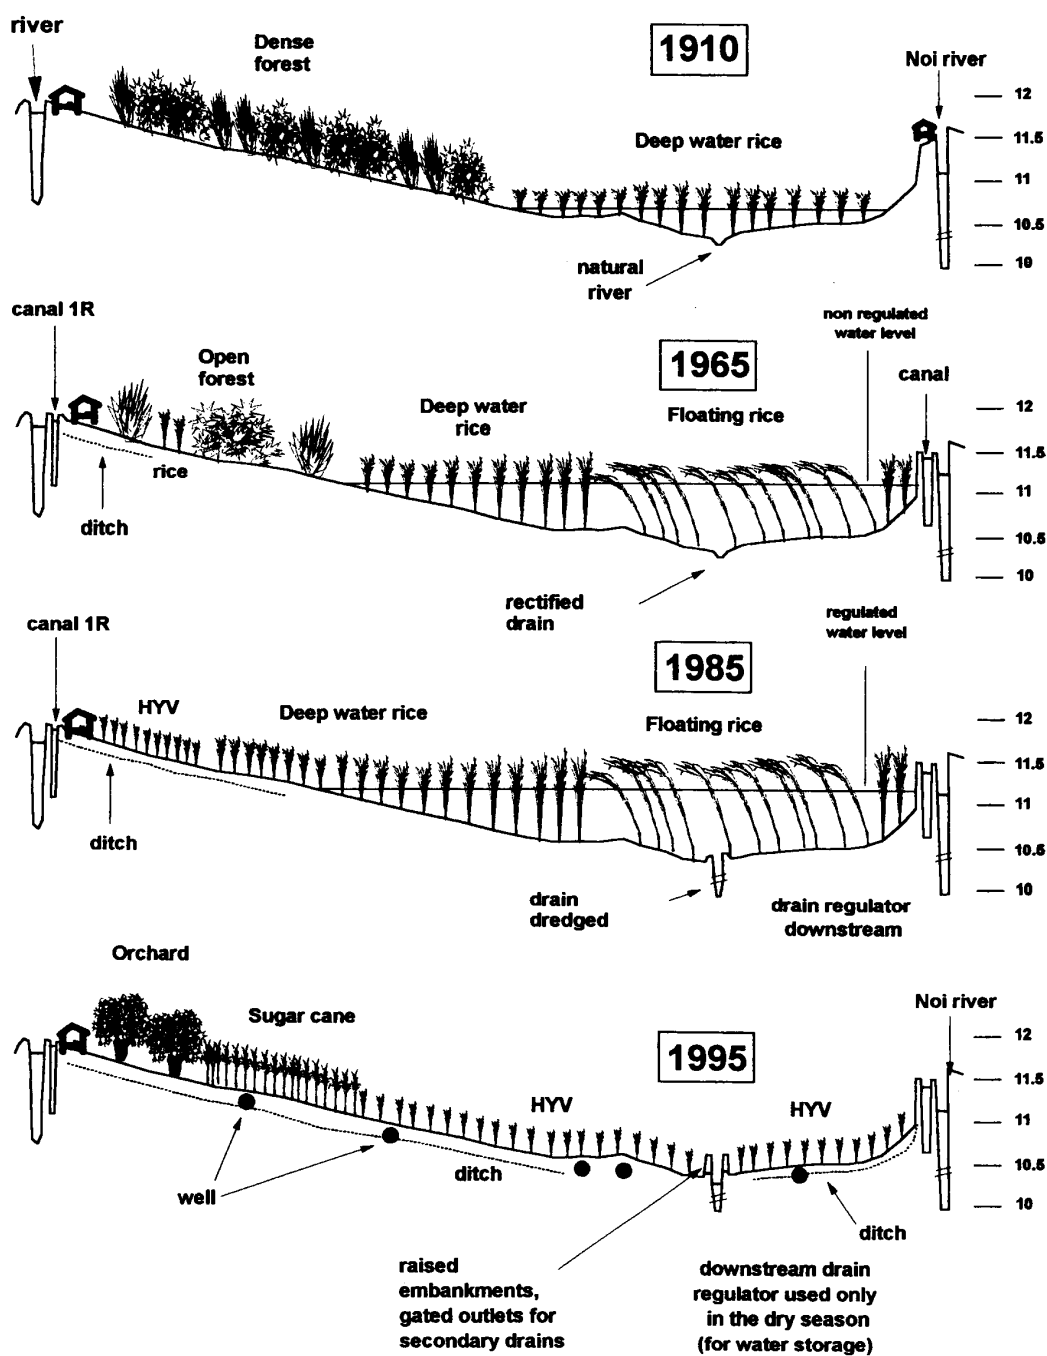 river
Dense
forest
1910
Noi river
Deep water rice
12
11.5
11
10.5
10
natural
river
canal 1R
Open
forest
1965
non regulated
water level
canal
Deep water
rice
Floating rice
rice
ditch
12
11.5
11
10.5
10
rectified
drain
canal 1R
1985
regulated
water level
HYV
Deep water rice
Floating rice
12
11.5
11
10.5
10
ditch
drain
dredged
drain regulator
downstream
Orchard
Sugar cane
1995
Noi river
HYV
HYV
12
11.5
11
10.5
10
well
ditch
ditch
raised
embankments,
gated outlets for
secondary drains
downstream drain
regulator used only
in the dry season
(for water storage)